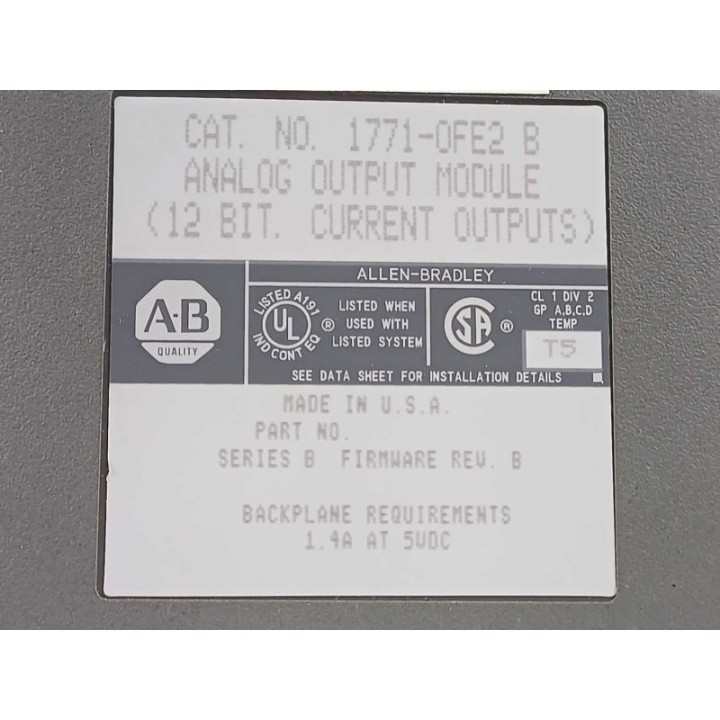 CAT. NO. 1771-OFE2 B
ANALOG OUTPUT MODULE
(12 BIT. CURRENT OUTPUTS)
ALLEN-BRADLEY
A-B
QUALITY
LISTED A191
UL ®
IND CONT EQ
LISTED WHEN
USED WITH
LISTED SYSTEM
SA ®
CL 1 DIV 2
GP A,B,C,D
TEMP
T5
SEE DATA SHEET FOR INSTALLATION DETAILS
MADE IN U.S.A.
PART NO.
SERIES B FIRMWARE REV. B
BACKPLANE REQUIREMENTS
1.4A AT 5VDC